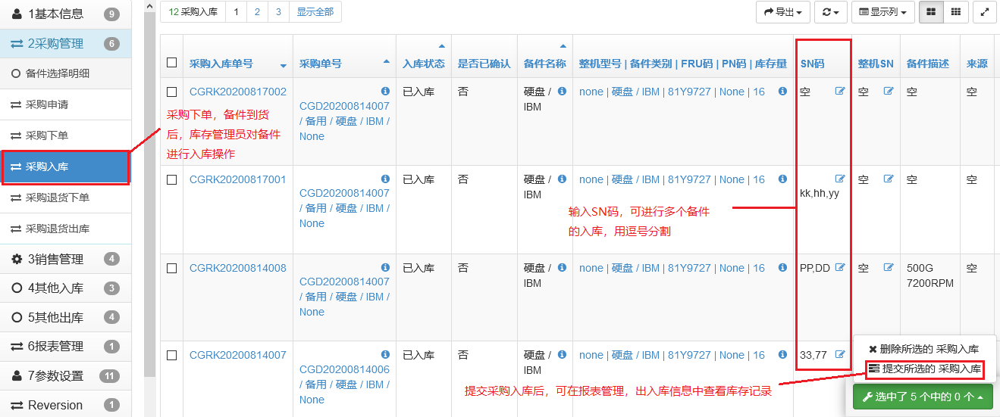 1基本信息 9
2采购管理 6
备件选择明细
采购申请
采购下单
采购入库
采购退货下单
采购退货出库
3销售管理 4
4其他入库 3
5其他出库 4
6报表管理 1
7参数设置 11
Reversion 1
12 采购入库 1 2 3 显示全部
导出 显示列
采购入库单号 采购单号 入库状态 是否已确认 备件名称 整机型号 | 备件类别 | FRU码 | PN码 | 库存量 SN码 整机SN 备件描述 来源
CGRK20200817002 已入库 否 硬盘 / none | 硬盘 / IBM | 81Y9727 | None | 16 空 空 空 空
CGD20200814007 IBM
/ 备用 / 硬盘 / IBM /
None
采购下单，备件到货
后，库存管理员对备件
进行入库操作
CGRK20200817001 已入库 否 硬盘 / none | 硬盘 / IBM | 81Y9727 | None | 16 空 空 空
CGD20200814007 IBM kk,hh,yy
/ 备用 / 硬盘 / IBM /
None
输入SN码，可进行多个备件
的入库，用逗号分割
CGRK20200814008 已入库 否 硬盘 / none | 硬盘 / IBM | 81Y9727 | None | 16 PP,DD 空 500G 空
CGD20200814007 IBM 7200RPM
/ 备用 / 硬盘 / IBM /
None
CGRK20200814007 已入库 否 硬盘 / none | 硬盘 / IBM | 81Y9727 | None | 16 33,77
CGD20200814006 IBM
/ 备用 / 硬盘 / IBM /
None
提交采购入库后，可在报表管理，出入库信息中查看库存记录
删除所选的 采购入库
提交所选的 采购入库
选中了 5 个中的 0 个